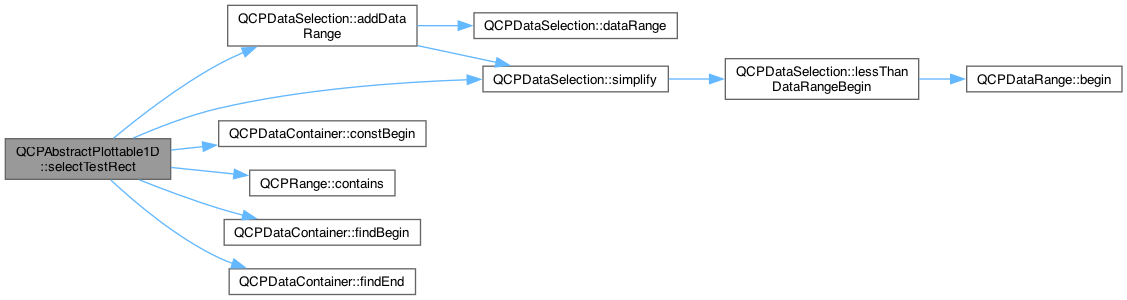 QCPDataSelection::addData
Range
QCPDataSelection::dataRange
QCPDataSelection::simplify
QCPDataSelection::lessThan
DataRangeBegin
QCPDataRange::begin
QCPDataContainer::constBegin
QCPAbstractPlottable1D
::selectTestRect
QCPRange::contains
QCPDataContainer::findBegin
QCPDataContainer::findEnd